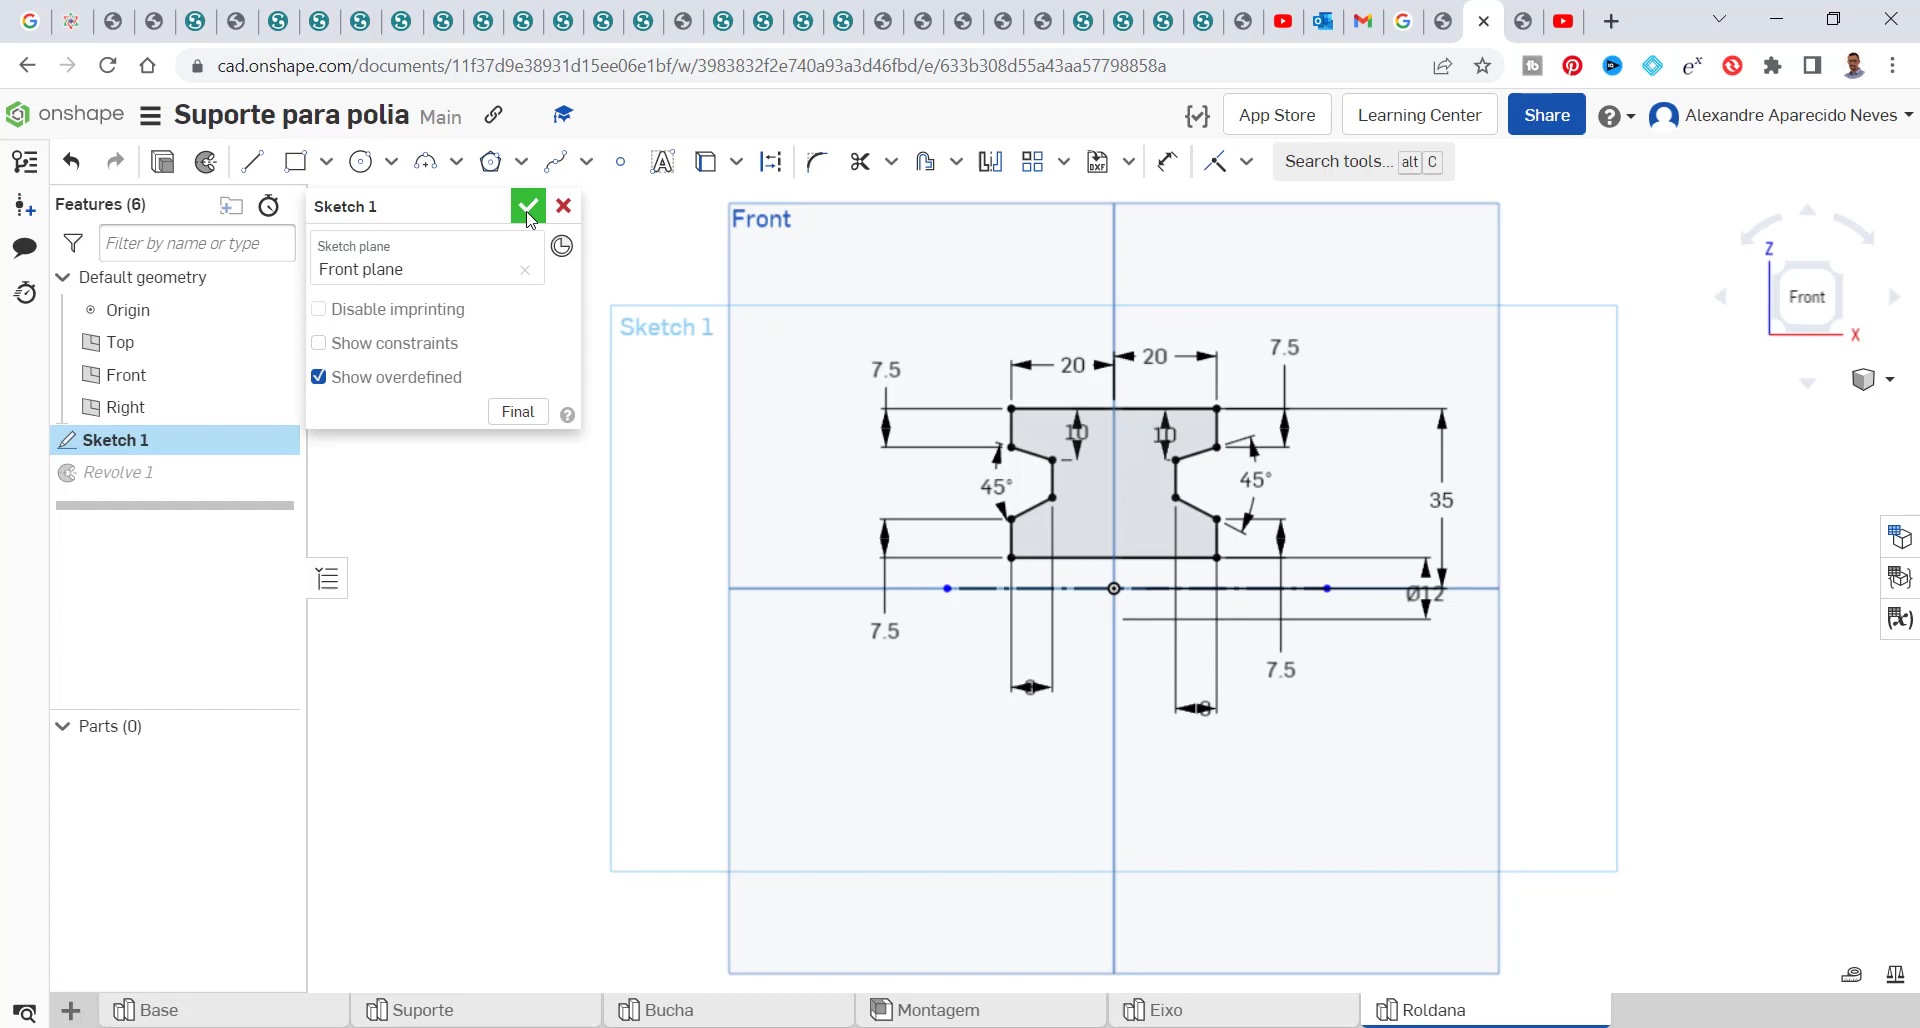 cad.onshape.com/documents/11f37d9e38931d15ee06e1bf/w/3983832f2e740a93a3d46fbd/e/633b308d55a43aa57798858a
onshape Suporte para polia Main App Store Learning Center Share Alexandre Aparecido Neves
Search tools... alt C
Features (6)
Filter by name or type
Default geometry
Origin
Top
Front
Right
Sketch 1
Revolve 1
Parts (0)
Sketch 1
Sketch plane
Front plane
Disable imprinting
Show constraints
Show overdefined
Final
Front
Sketch 1
7.5
20
20
7.5
10
10
45°
45°
35
Ø12
7.5
7.5
8
Z
Front
X
Base
Suporte
Bucha
Montagem
Eixo
Roldana